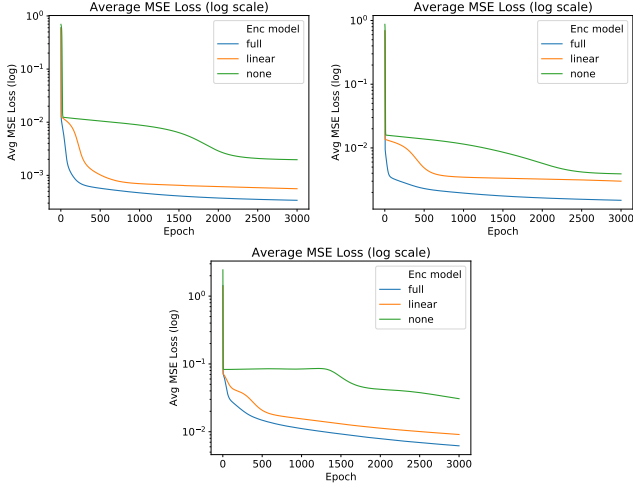 Average MSE Loss (log scale)
Avg MSE Loss (log)
10⁰
10⁻¹
10⁻²
10⁻³
Enc model
full
linear
none
0 500 1000 1500 2000 2500 3000
Epoch
Average MSE Loss (log scale)
Avg MSE Loss (log)
10⁰
10⁻¹
10⁻²
Enc model
full
linear
none
0 500 1000 1500 2000 2500 3000
Epoch
Average MSE Loss (log scale)
Avg MSE Loss (log)
10⁰
10⁻¹
10⁻²
Enc model
full
linear
none
0 500 1000 1500 2000 2500 3000
Epoch